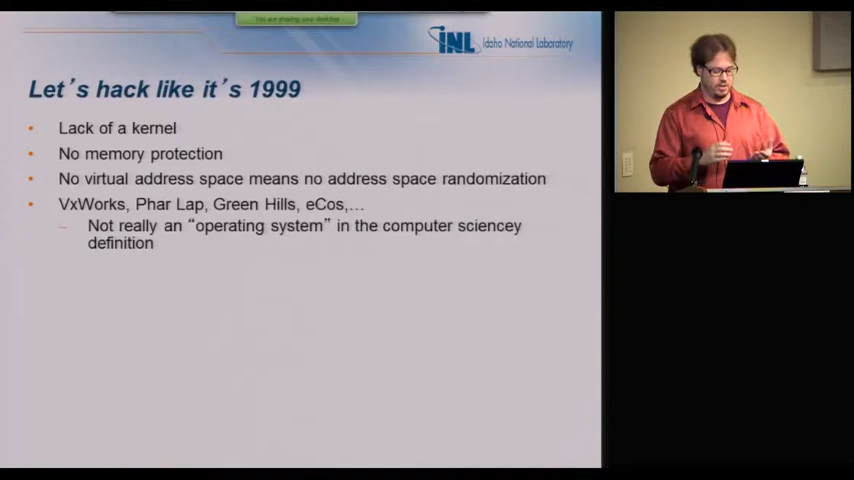 You are sharing your desktop
INL Idaho National Laboratory
Let's hack like it's 1999
• Lack of a kernel
• No memory protection
• No virtual address space means no address space randomization
• VxWorks, Phar Lap, Green Hills, eCos,…
– Not really an “operating system” in the computer sciencey
definition